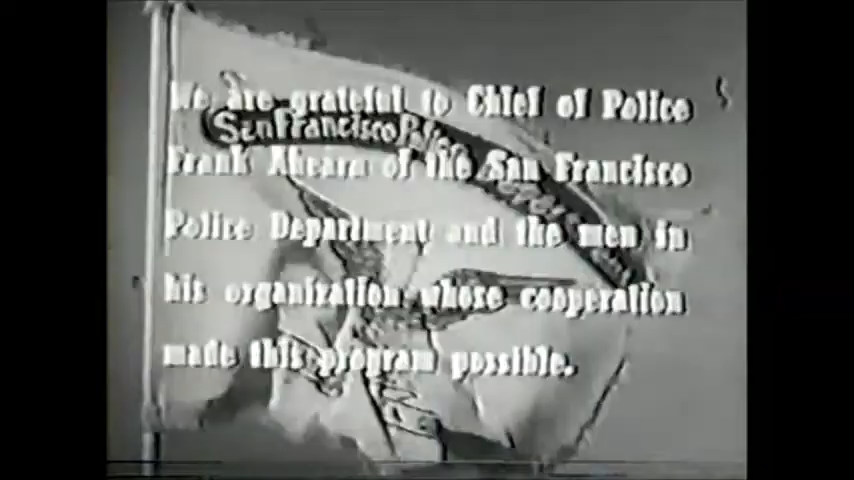 We are grateful to Chief of Police
San Francisco Police
Frank Ahearn of the San Francisco
Police Department and the men in
his organization whose cooperation
made this program possible.